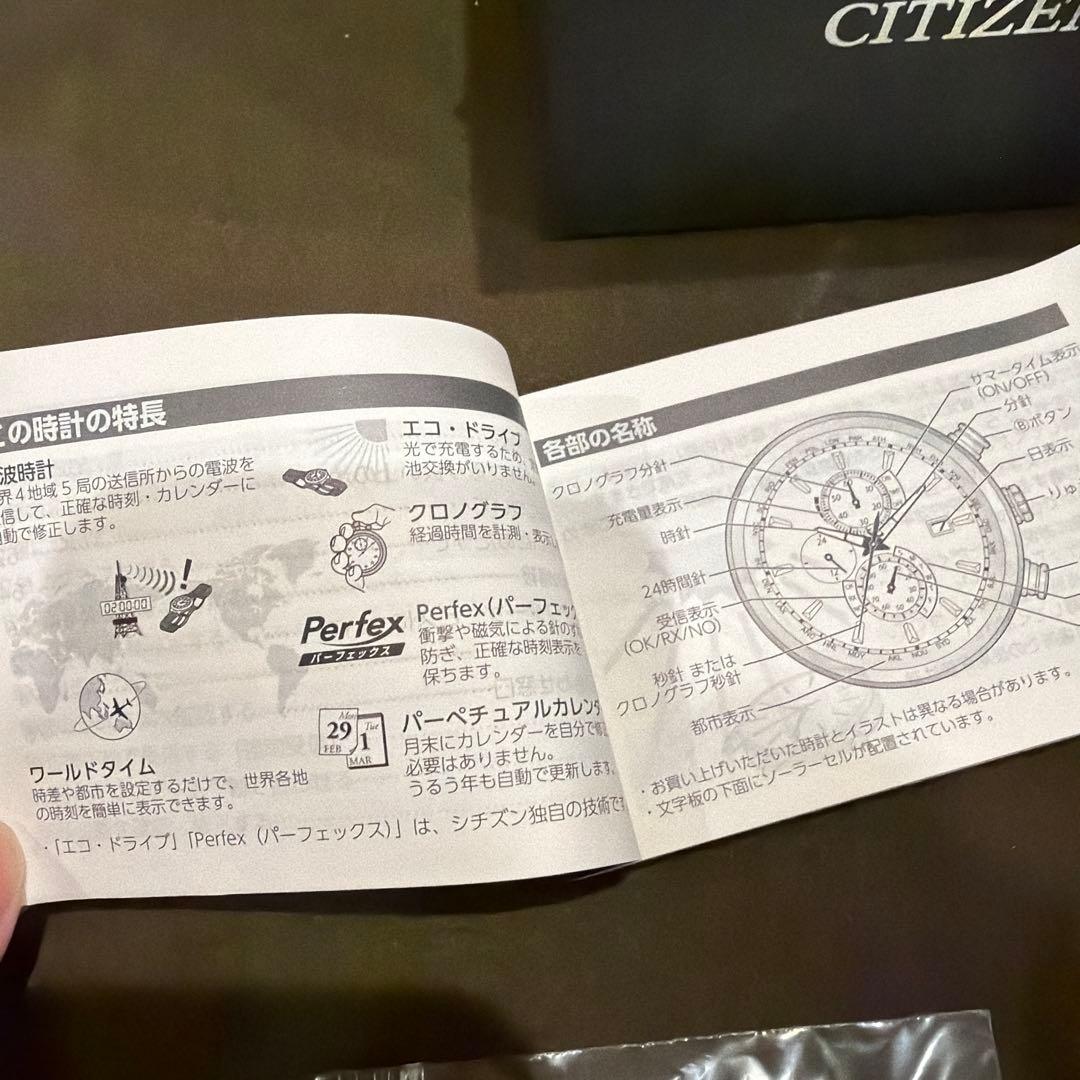 CITIZE
の時計の特長
波時計
界4地域5局の送信所からの電波を
信して、正確な時刻・カレンダーに
動で修正します。
02:00:00
ワールドタイム
時差や都市を設定するだけで、世界各地
の時刻を簡単に表示できます。
エコ・ドライブ
光で充電するため、
池交換がいりません
クロノグラフ
経過時間を計測・表示
Perfex
パーフェックス
Perfex(パーフェック
衝撃や磁気による針のず
防ぎ、正確な時刻表示を
保ちます。
Mon
29
FEB
Tue
1
MAR
パーペチュアルカレンダ
月末にカレンダーを自分で修
必要はありません。
うるう年も自動で更新します
・「エコ・ドライブ」「Perfex(パーフェックス)」は、シチズン独自の技術で
各部の名称
クロノグラフ分針
充電量表示
時針
24時間針
受信表示
(OK/RX/NO)
秒針 または
クロノグラフ秒針
都市表示
サマータイム表示
(ON/OFF)
分針
Ⓑボタン
日表示
りゅ
・お買い上げいただいた時計とイラストは異なる場合があります。
・文字板の下面にソーラーセルが配置されています。